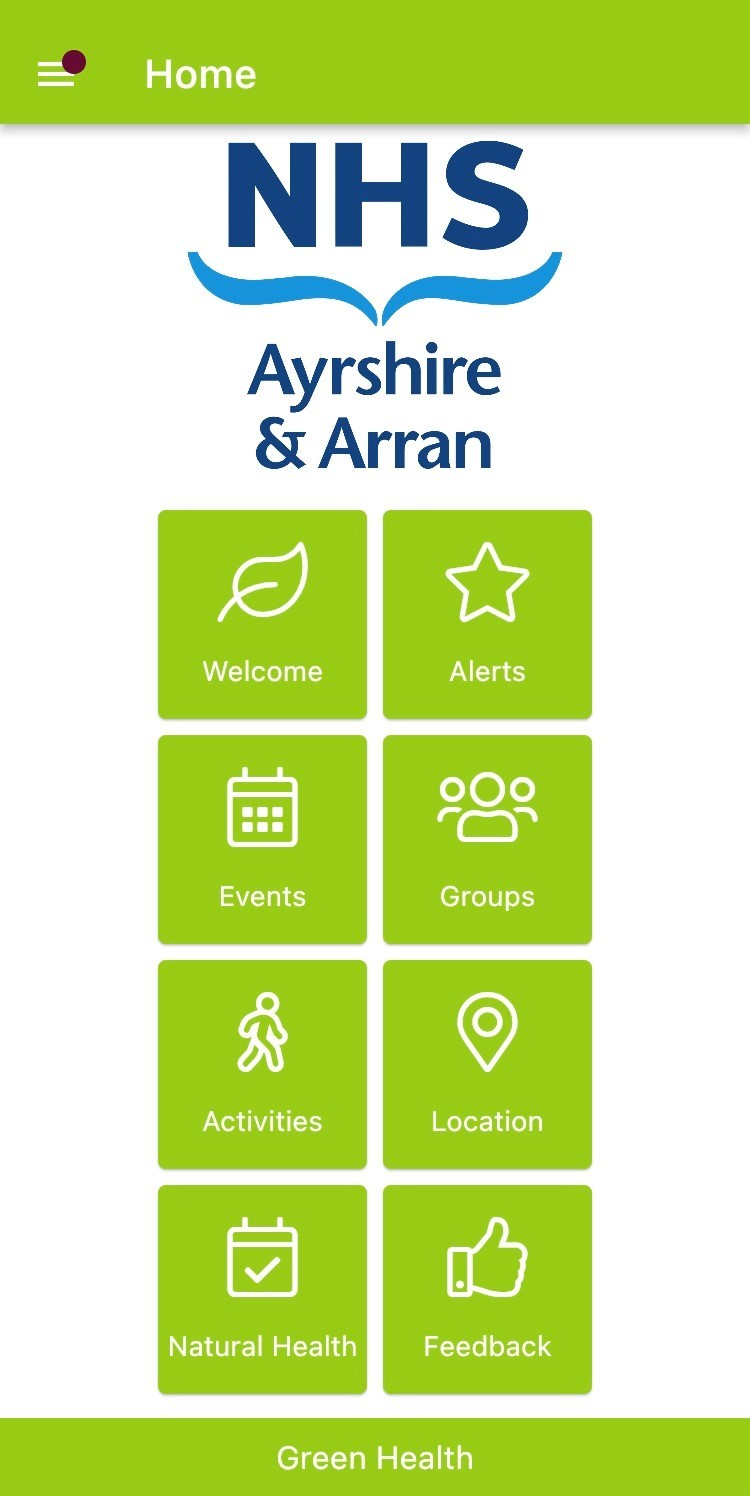 Home
NHS
Ayrshire
& Arran
Welcome
Alerts
Events
Groups
Activities
Location
Natural Health
Feedback
Green Health